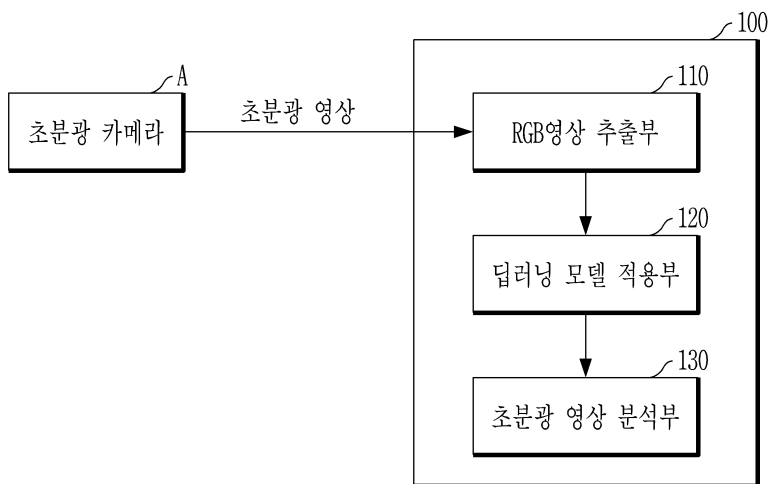 100
A
초분광 카메라
초분광 영상
110
RGB영상 추출부
120
딥러닝 모델 적용부
130
초분광 영상 분석부